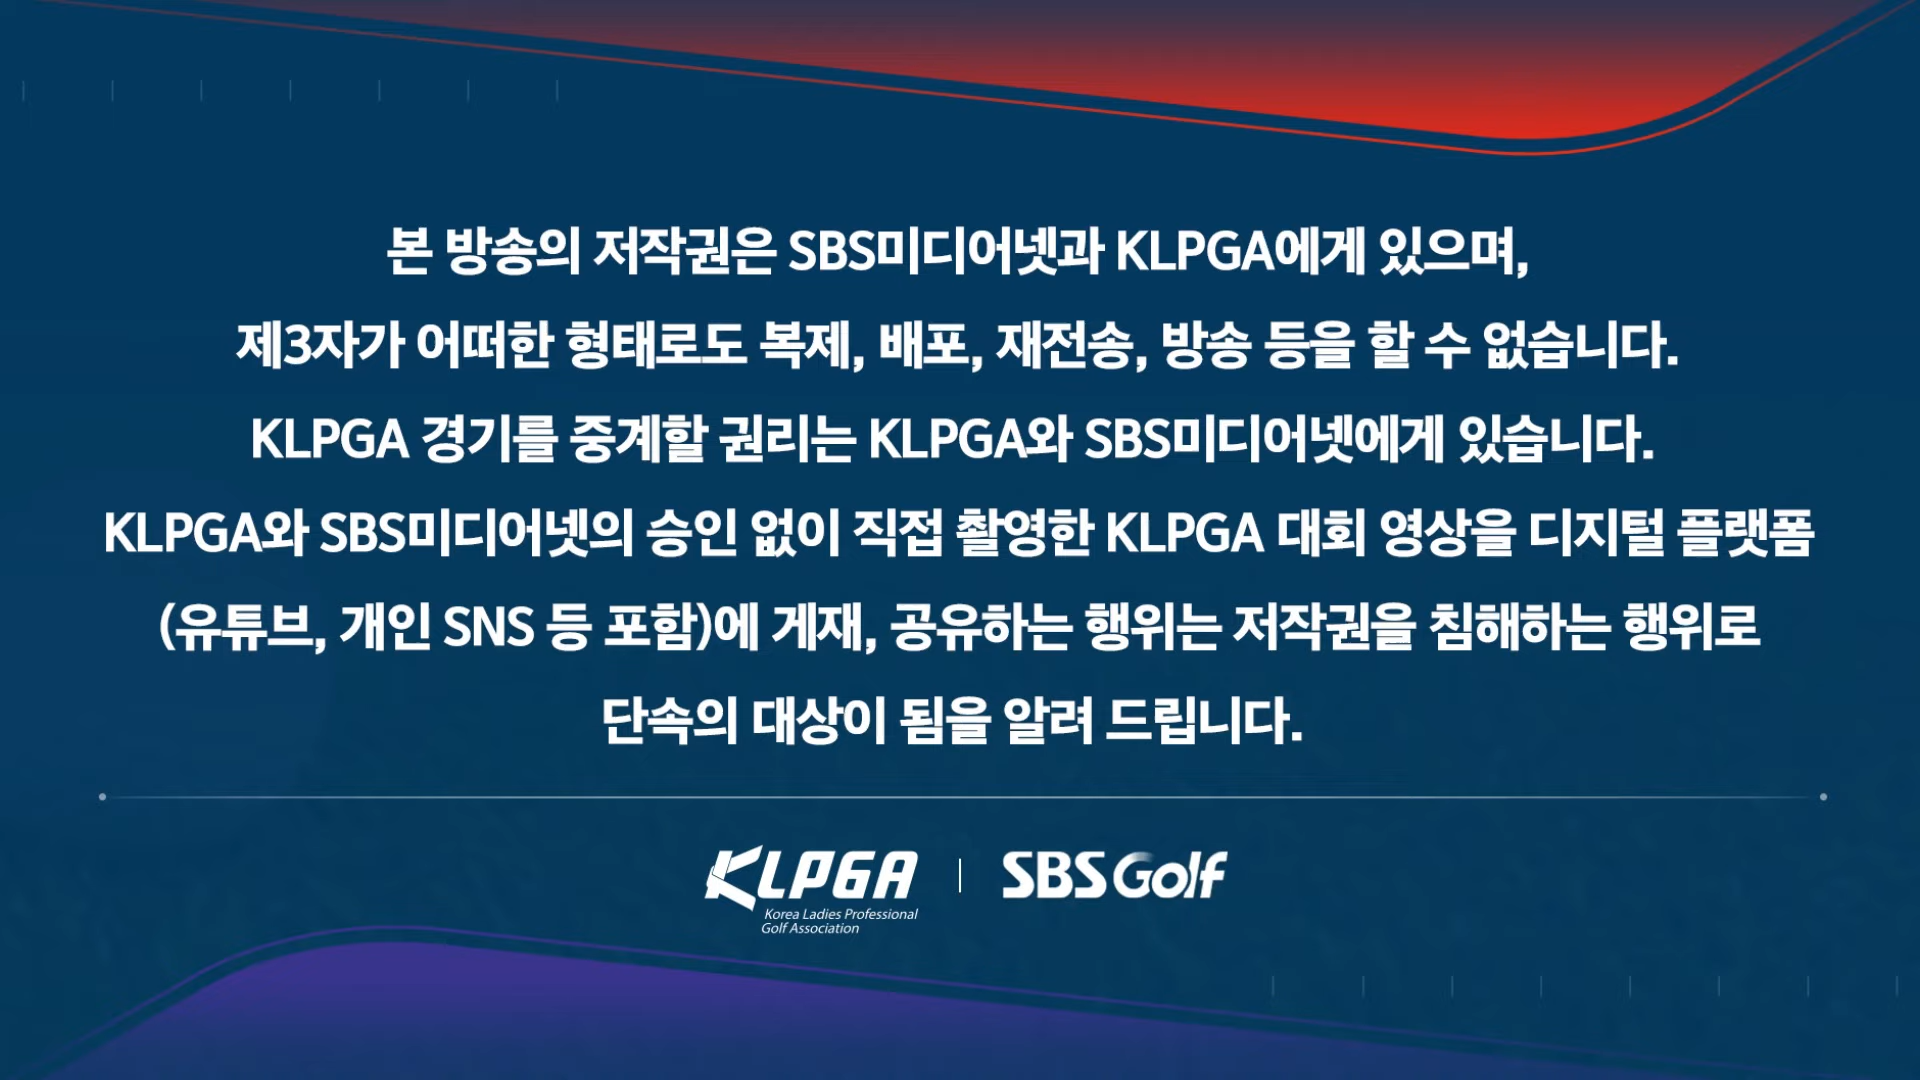 본 방송의 저작권은 SBS미디어넷과 KLPGA에게 있으며,
제3자가 어떠한 형태로도 복제, 배포, 재전송, 방송 등을 할 수 없습니다.
KLPGA 경기를 중계할 권리는 KLPGA와 SBS미디어넷에게 있습니다.
KLPGA와 SBS미디어넷의 승인 없이 직접 촬영한 KLPGA 대회 영상을 디지털 플랫폼
(유튜브, 개인 SNS 등 포함)에 게재, 공유하는 행위는 저작권을 침해하는 행위로
단속의 대상이 됨을 알려 드립니다.
KLPGA
Korea Ladies Professional
Golf Association
SBS Golf